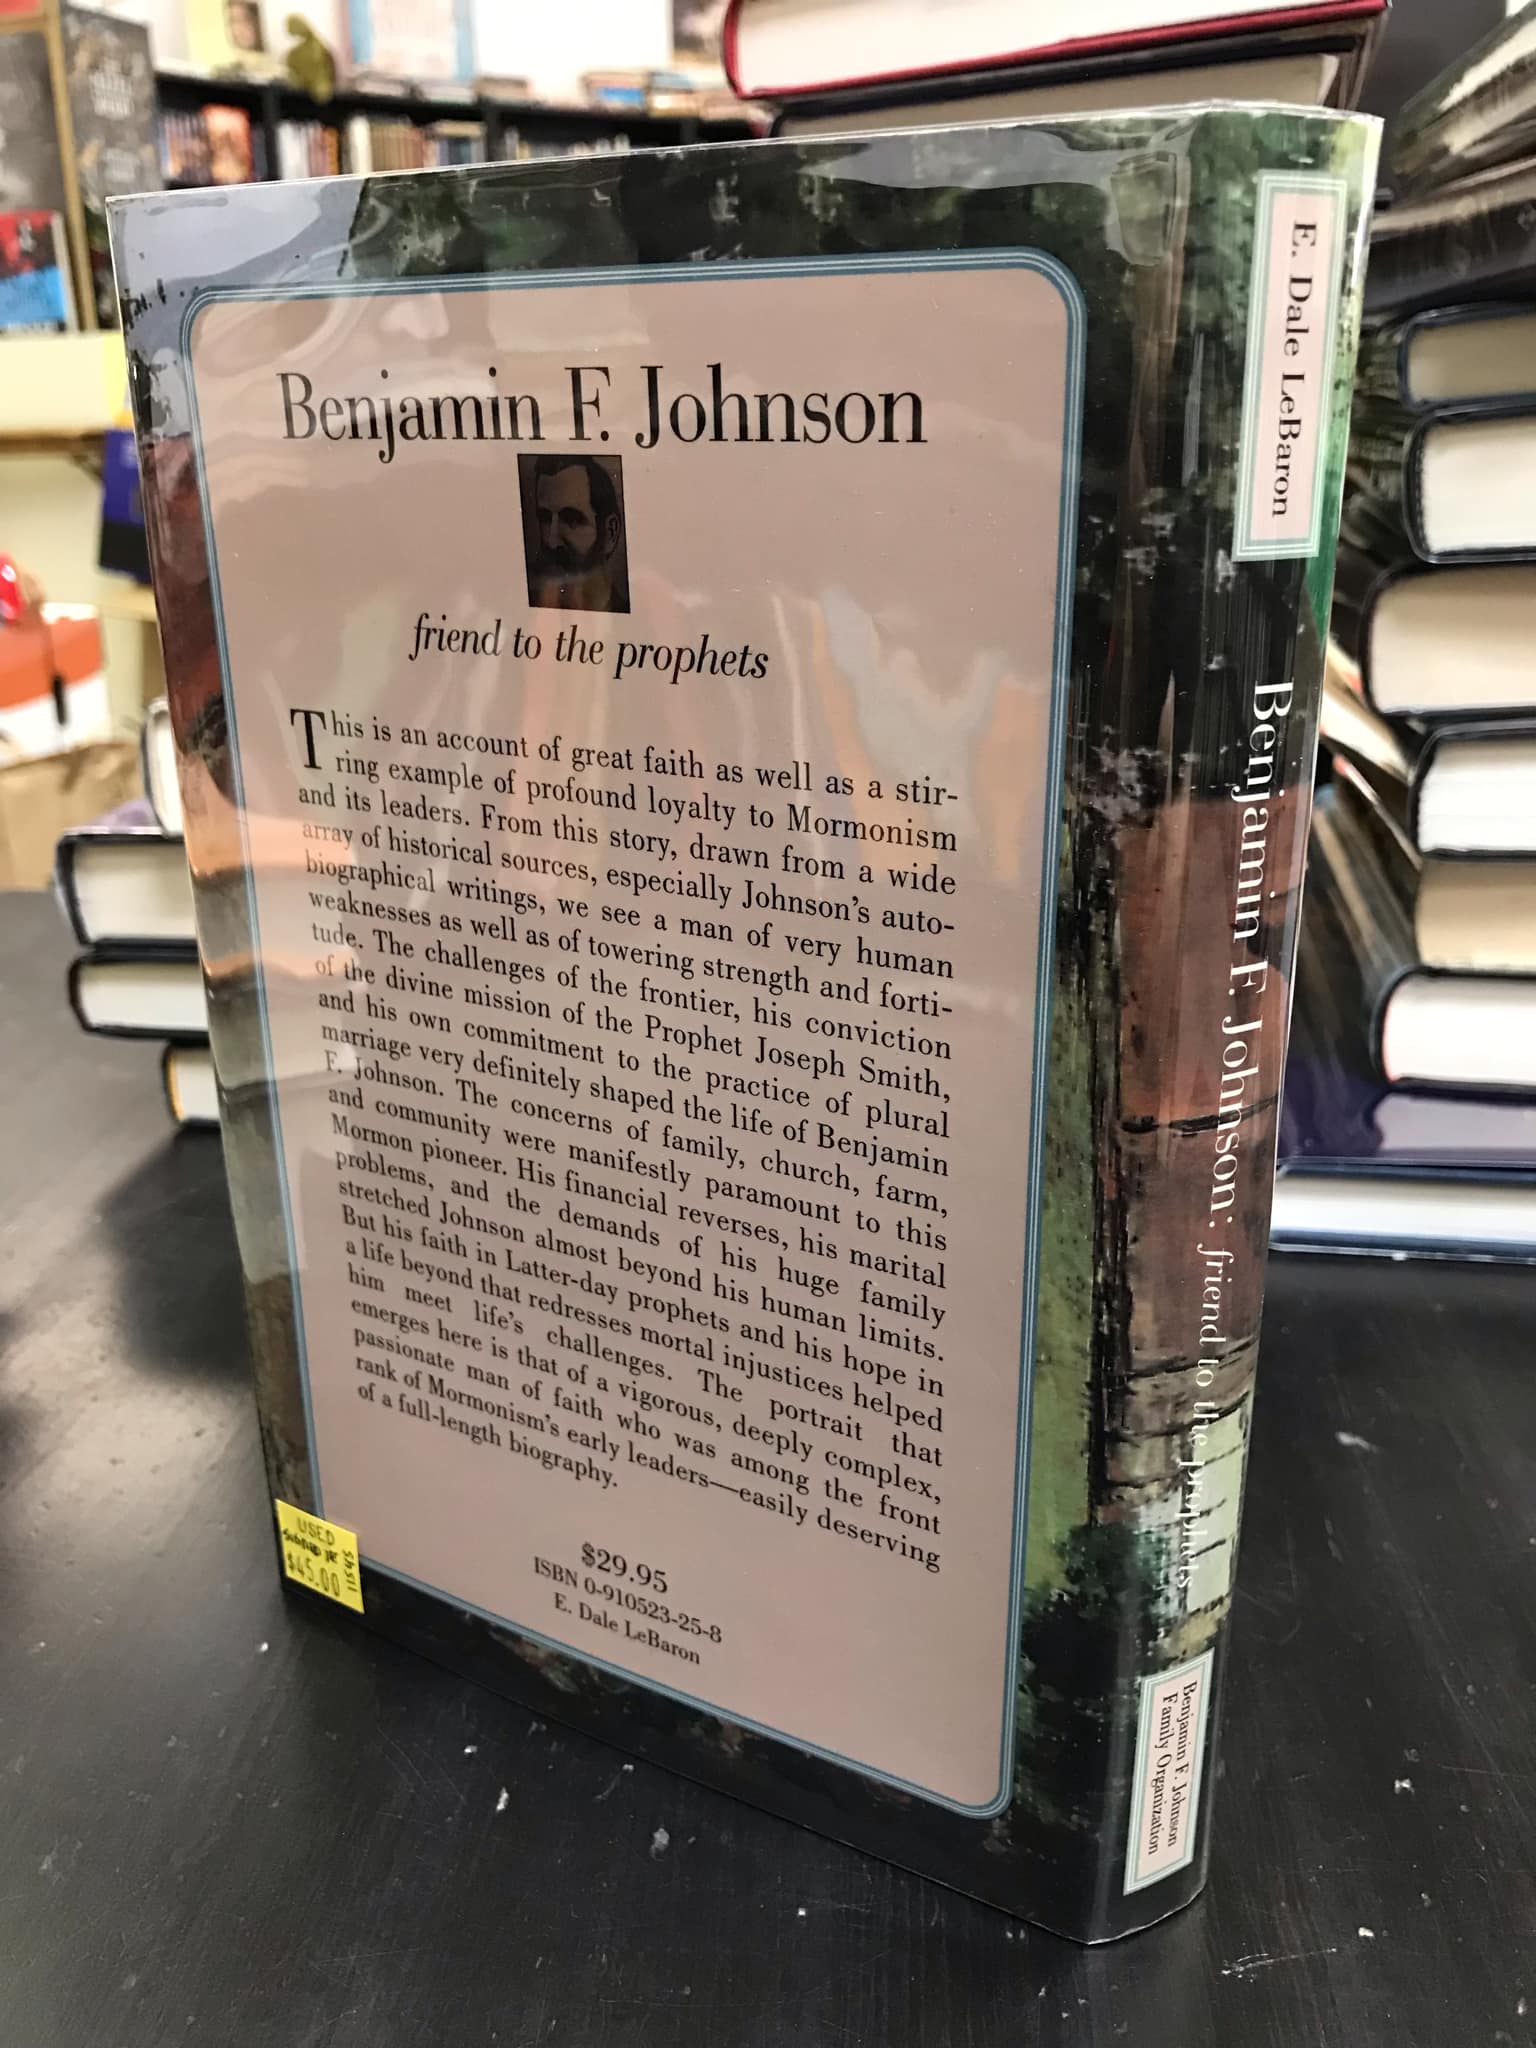 Benjamin F. Johnson
friend to the prophets
This is an account of great faith as well as a stir-
ring example of profound loyalty to Mormonism
and its leaders. From this story, drawn from a wide
array of historical sources, especially Johnson's auto-
biographical writings, we see a man of very human
weaknesses as well as of towering strength and forti-
tude. The challenges of the frontier, his conviction
of the divine mission of the Prophet Joseph Smith,
and his own commitment to the practice of plural
marriage very definitely shaped the life of Benjamin
F. Johnson. The concerns of family, church, farm,
and community were manifestly paramount to this
Mormon pioneer. His financial reverses, his marital
problems, and the demands of his huge family
stretched Johnson almost beyond his human limits.
But his faith in Latter-day prophets and his hope in
a life beyond that redresses mortal injustices helped
him meet life's challenges. The portrait that
emerges here is that of a vigorous, deeply complex,
passionate man of faith who was among the front
rank of Mormonism's early leaders—easily deserving
of a full-length biography.
$29.95
ISBN 0-910523-25-8
E. Dale LeBaron
USED
$45.00
E. Dale LeBaron
Benjamin F. Johnson: friend to the prophets
Benjamin F. Johnson
Family Organization